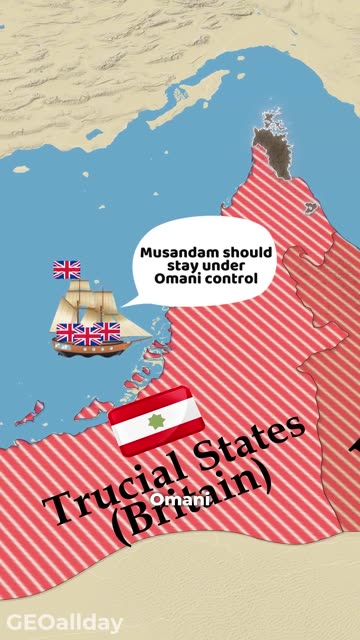 Musandam should
stay under
Omani control
Trucial States
(Britain)
Omani
GEOallday